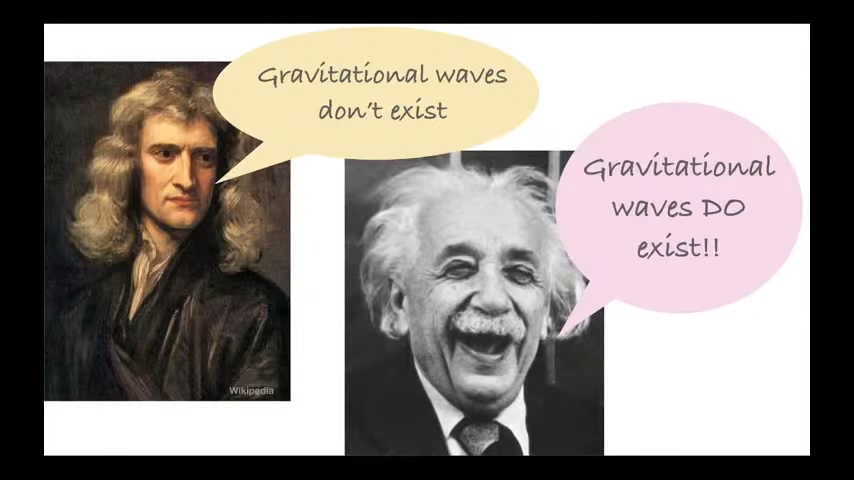 Gravitational waves
don't exist
Gravitational
waves DO
exist!!
Wikipedia